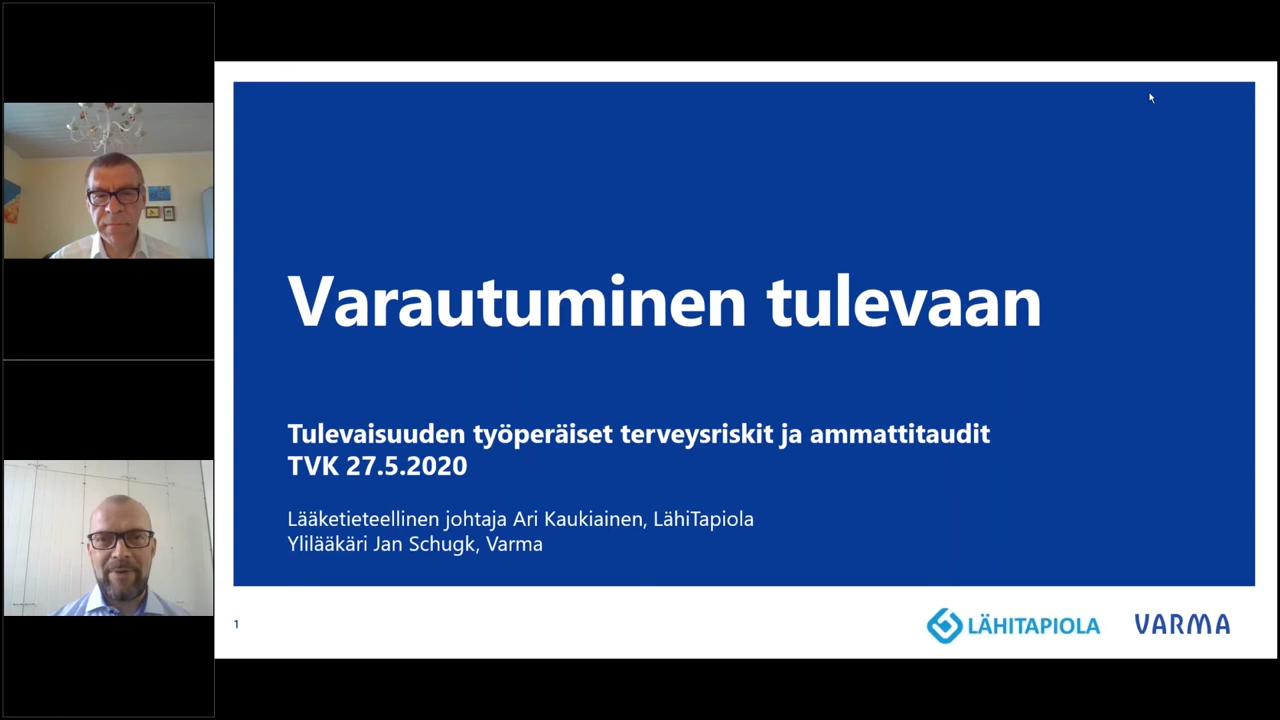 Varautuminen tulevaan
Tulevaisuuden työperäiset terveysriskit ja ammattitaudit
TVK 27.5.2020
Lääketieteellinen johtaja Ari Kaukiainen, LähiTapiola
Ylilääkäri Jan Schugk, Varma
1
LÄHITAPIOLA
VARMA